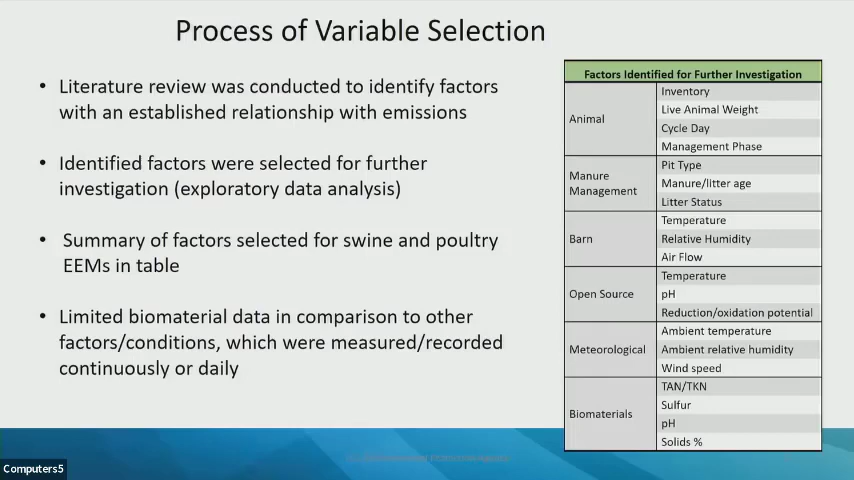 Process of Variable Selection
• Literature review was conducted to identify factors
with an established relationship with emissions
• Identified factors were selected for further
investigation (exploratory data analysis)
• Summary of factors selected for swine and poultry
EEMs in table
• Limited biomaterial data in comparison to other
factors/conditions, which were measured/recorded
continuously or daily
Factors Identified for Further Investigation
Animal
Inventory
Live Animal Weight
Cycle Day
Management Phase
Manure
Management
Pit Type
Manure/litter age
Litter Status
Barn
Temperature
Relative Humidity
Air Flow
Open Source
Temperature
pH
Reduction/oxidation potential
Meteorological
Ambient temperature
Ambient relative humidity
Wind speed
Biomaterials
TAN/TKN
Sulfur
pH
Solids %
Computers5